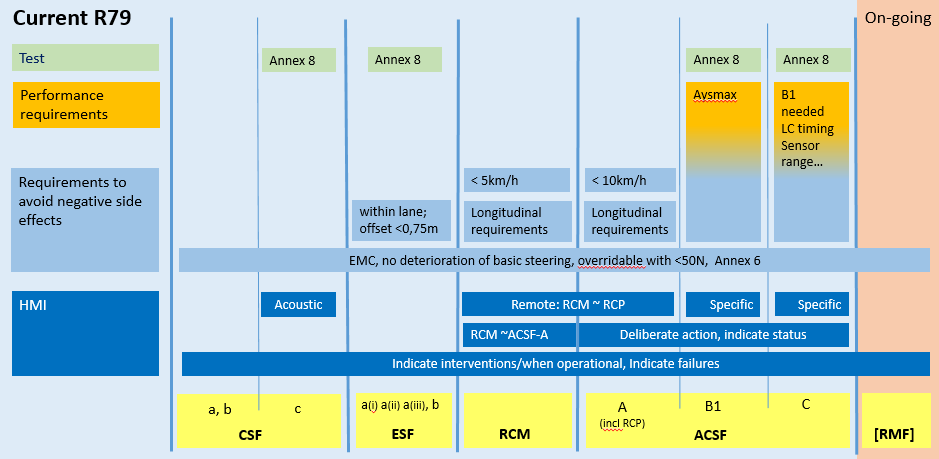 Current R79
On-going
Test
Annex 8
Annex 8
Annex 8
Annex 8
Performance
requirements
Aysmax
B1
needed
LC timing
Sensor
range...
Requirements to
avoid negative side
effects
< 5km/h
< 10km/h
within lane;
offset <0,75m
Longitudinal
requirements
Longitudinal
requirements
EMC, no deterioration of basic steering, overridable with <50N, Annex 6
HMI
Acoustic
Remote: RCM ~ RCP
Specific
Specific
RCM ~ACSF-A
Deliberate action, indicate status
Indicate interventions/when operational, Indicate failures
a, b
c
a(i) a(ii) a(iii), b
A
(incl RCP)
B1
C
CSF
ESF
RCM
ACSF
[RMF]